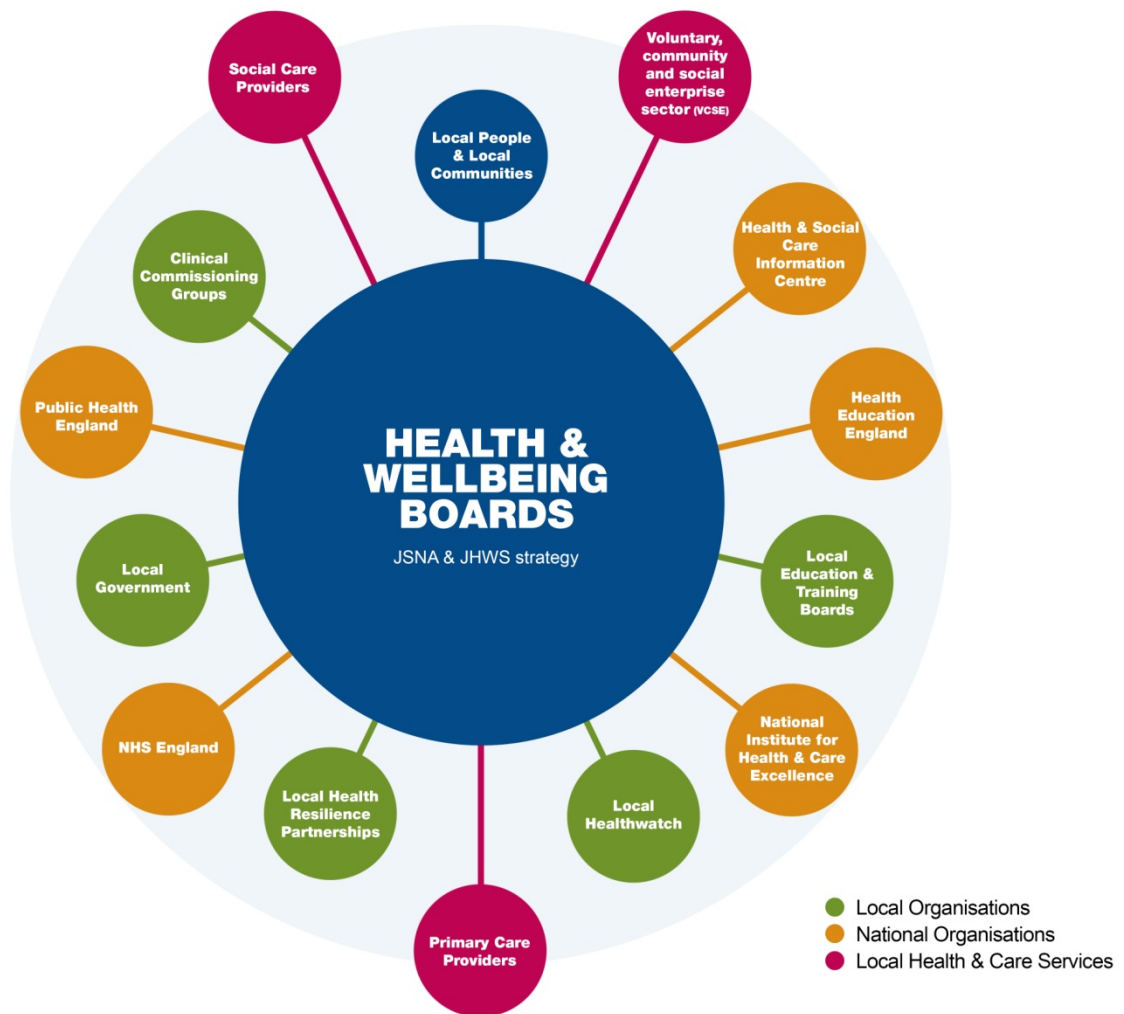 Social Care
Providers
Voluntary,
community
and social
enterprise
sector (VCSE)
Local People
& Local
Communities
Clinical
Commissioning
Groups
Health & Social
Care
Information
Centre
Public Health
England
Health
Education
England
HEALTH &
WELLBEING
BOARDS
JSNA & JHWS strategy
Local
Government
Local
Education &
Training
Boards
NHS England
National
Institute for
Health & Care
Excellence
Local Health
Resilience
Partnerships
Local
Healthwatch
Primary Care
Providers
Local Organisations
National Organisations
Local Health & Care Services